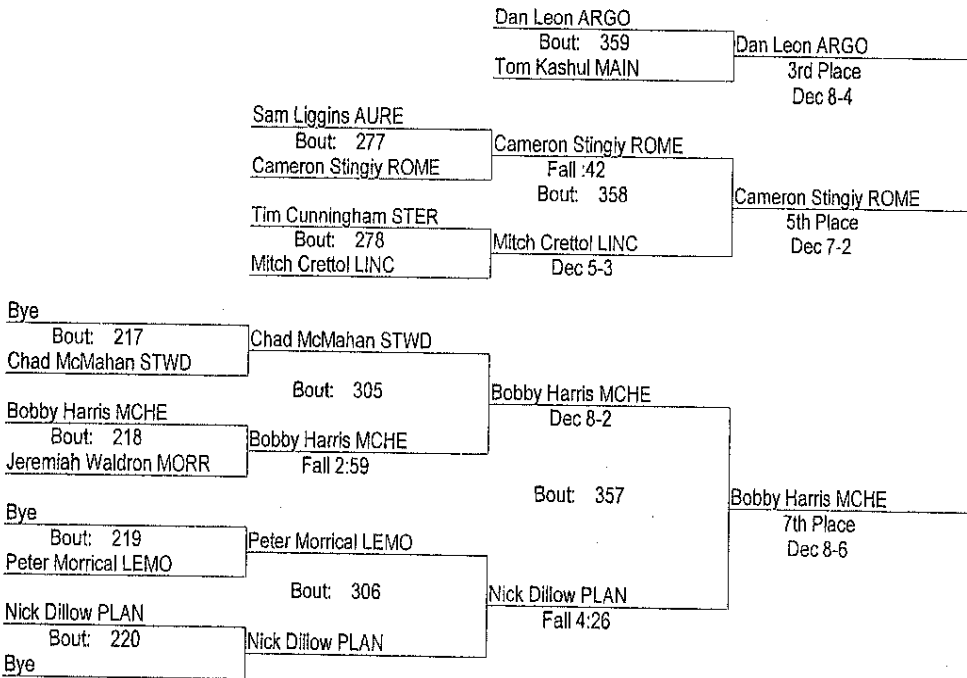 Dan Leon ARGO
Bout: 359
Tom Kashul MAIN
Dan Leon ARGO
3rd Place
Dec 8-4
Sam Liggins AURE
Bout: 277
Cameron Stingiy ROME
Cameron Stingiy ROME
Fall :42
Bout: 358
Tim Cunningham STER
Bout: 278
Mitch Crettol LINC
Mitch Crettol LINC
Dec 5-3
Cameron Stingiy ROME
5th Place
Dec 7-2
Bye
Bout: 217
Chad McMahan STWD
Chad McMahan STWD
Bout: 305
Bobby Harris MCHE
Bout: 218
Jeremiah Waldron MORR
Bobby Harris MCHE
Fall 2:59
Bobby Harris MCHE
Dec 8-2
Bout: 357
Bye
Bout: 219
Peter Morrical LEMO
Peter Morrical LEMO
Bout: 306
Nick Dillow PLAN
Bout: 220
Bye
Nick Dillow PLAN
Nick Dillow PLAN
Fall 4:26
Bobby Harris MCHE
7th Place
Dec 8-6